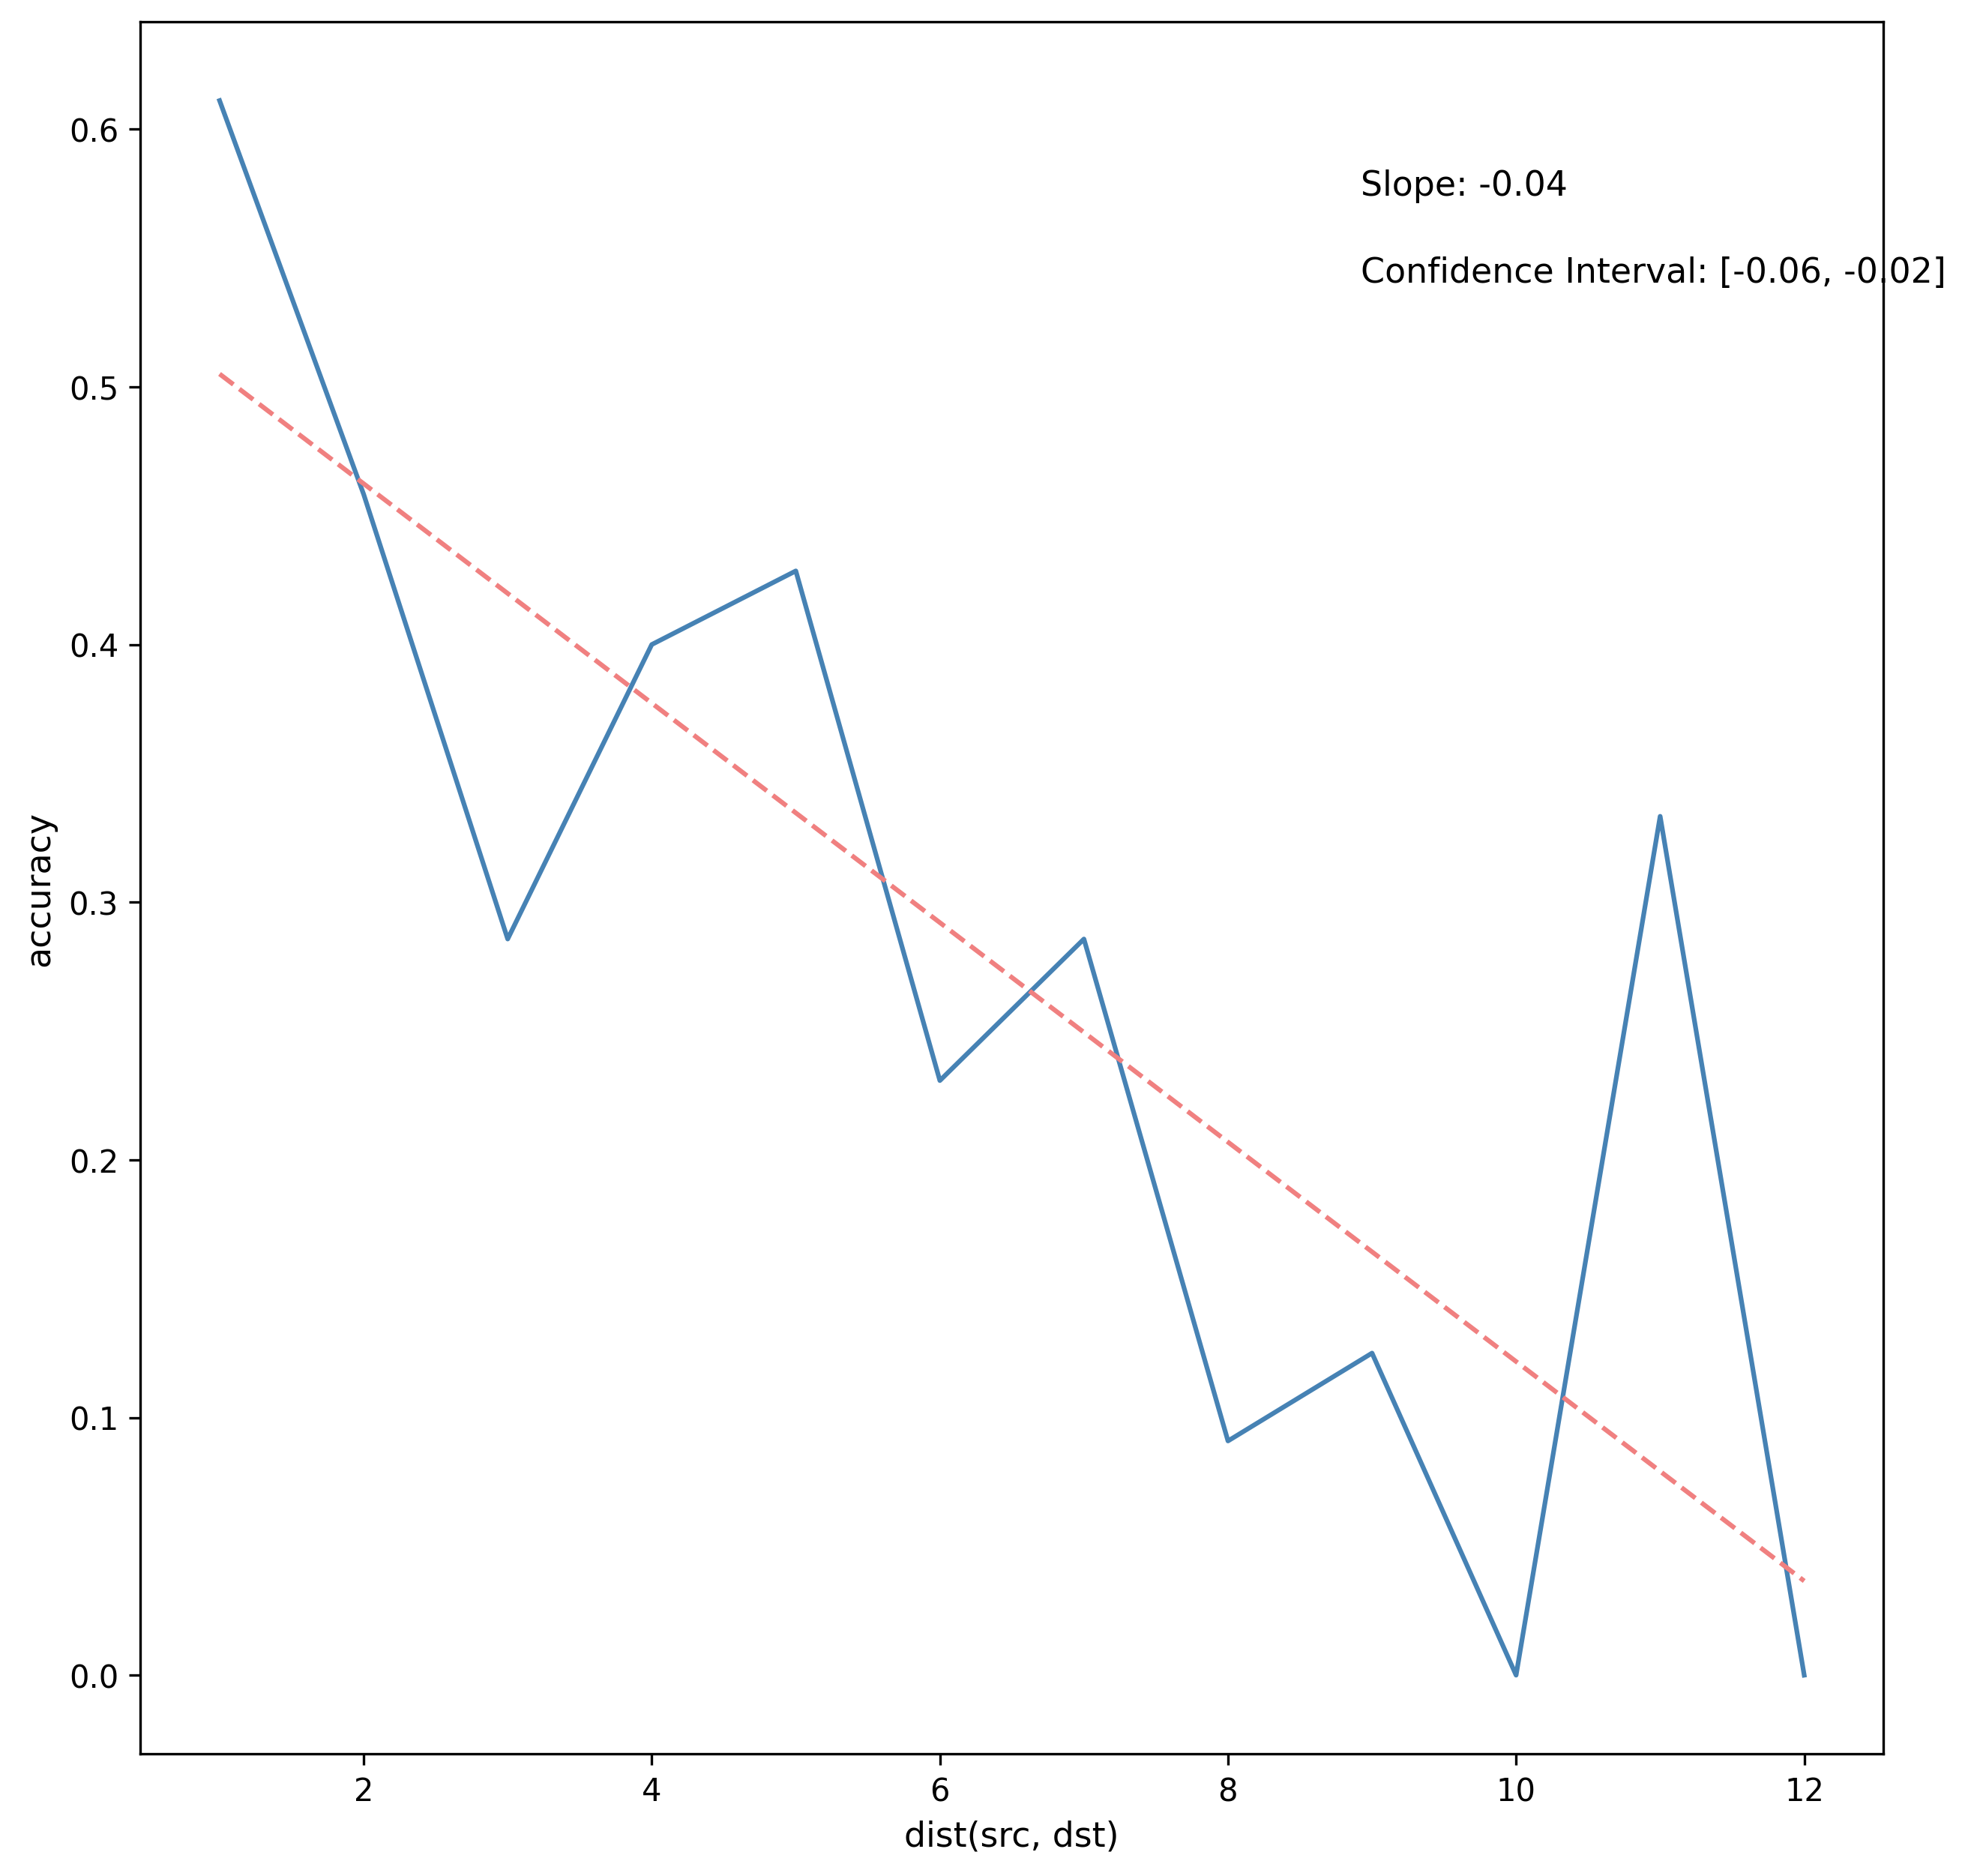 0.6
0.5
0.4
0.3
0.2
0.1
0.0
accuracy
Slope: -0.04
Confidence Interval: [-0.06, -0.02]
2 4 6 8 10 12
dist(src, dst)